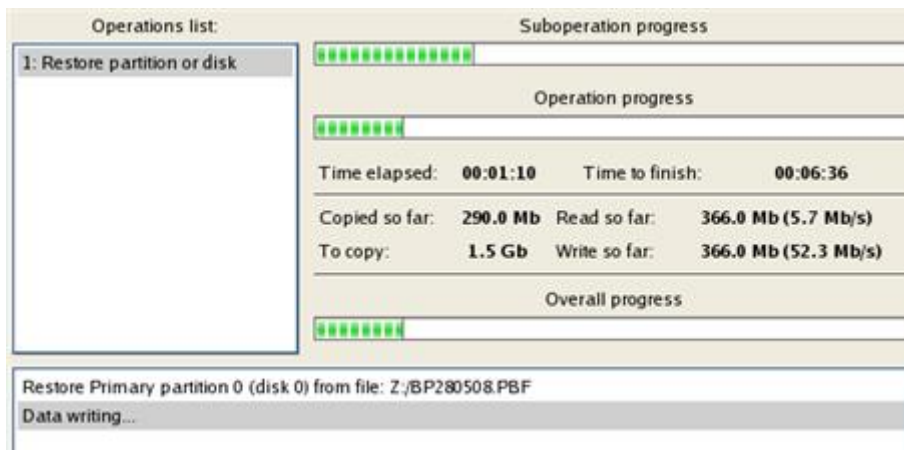 Operations list:
1: Restore partition or disk
Suboperation progress
Operation progress
Time elapsed: 00:01:10 Time to finish: 00:06:36
Copied so far: 290.0 Mb Read so far: 366.0 Mb (5.7 Mb/s)
To copy: 1.5 Gb Write so far: 366.0 Mb (52.3 Mb/s)
Overall progress
Restore Primary partition 0 (disk 0) from file: Z:/BP280508.PBF
Data writing...